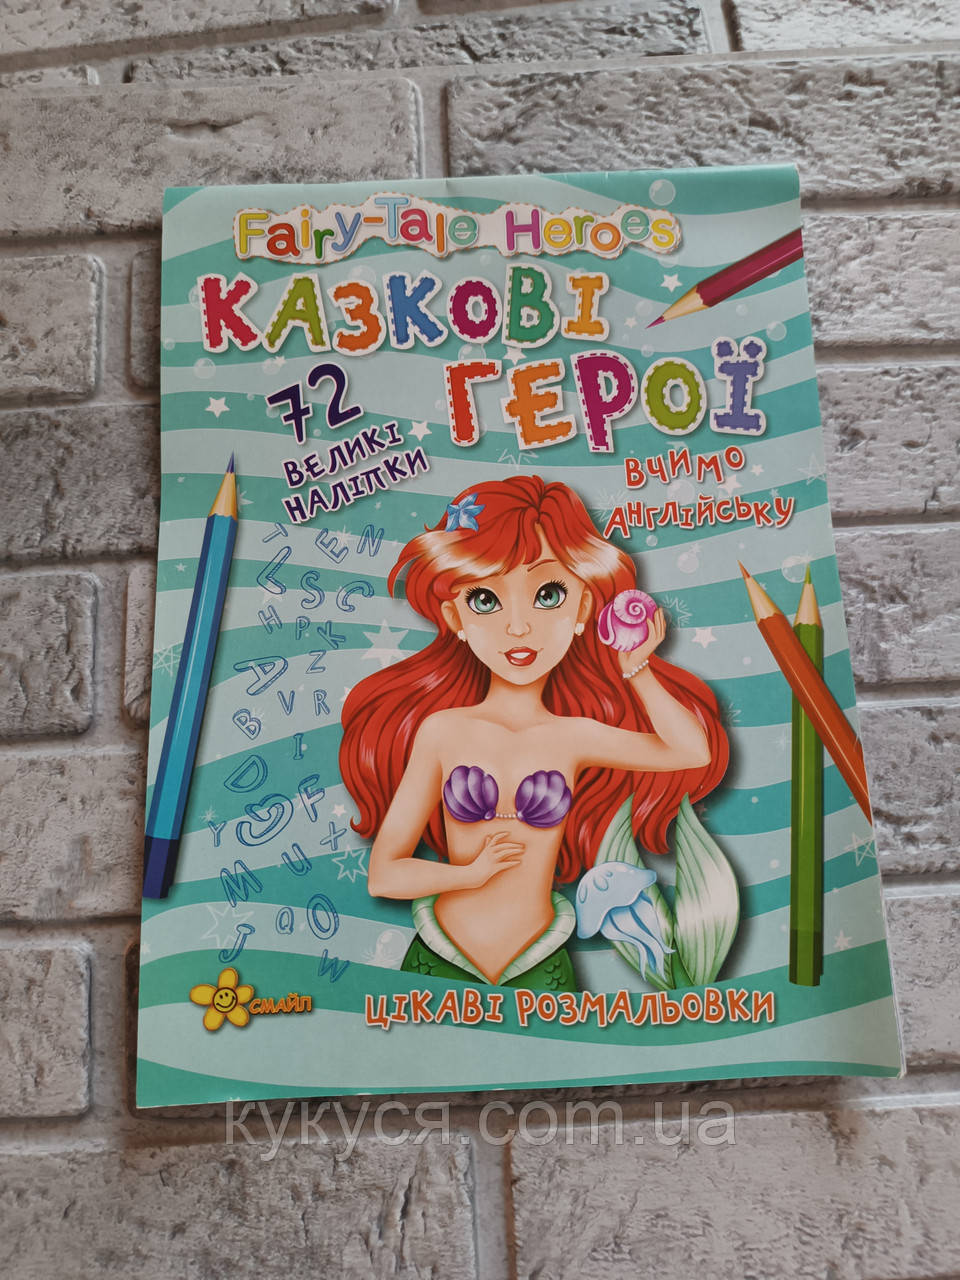 Fairy-Tale Heroes
КАЗКОВІ
ГЕРОЇ
72
ВЕЛИКІ
НАЛІПКИ
ВЧИМО
АНГЛІЙСЬКУ
T L E N
S C
H P K
A Z
B V R
D I
Y G F X
M U
J Q O W
СМАЙЛ
ЦІКАВІ РОЗМАЛЬОВКИ
кукуся.com.ua